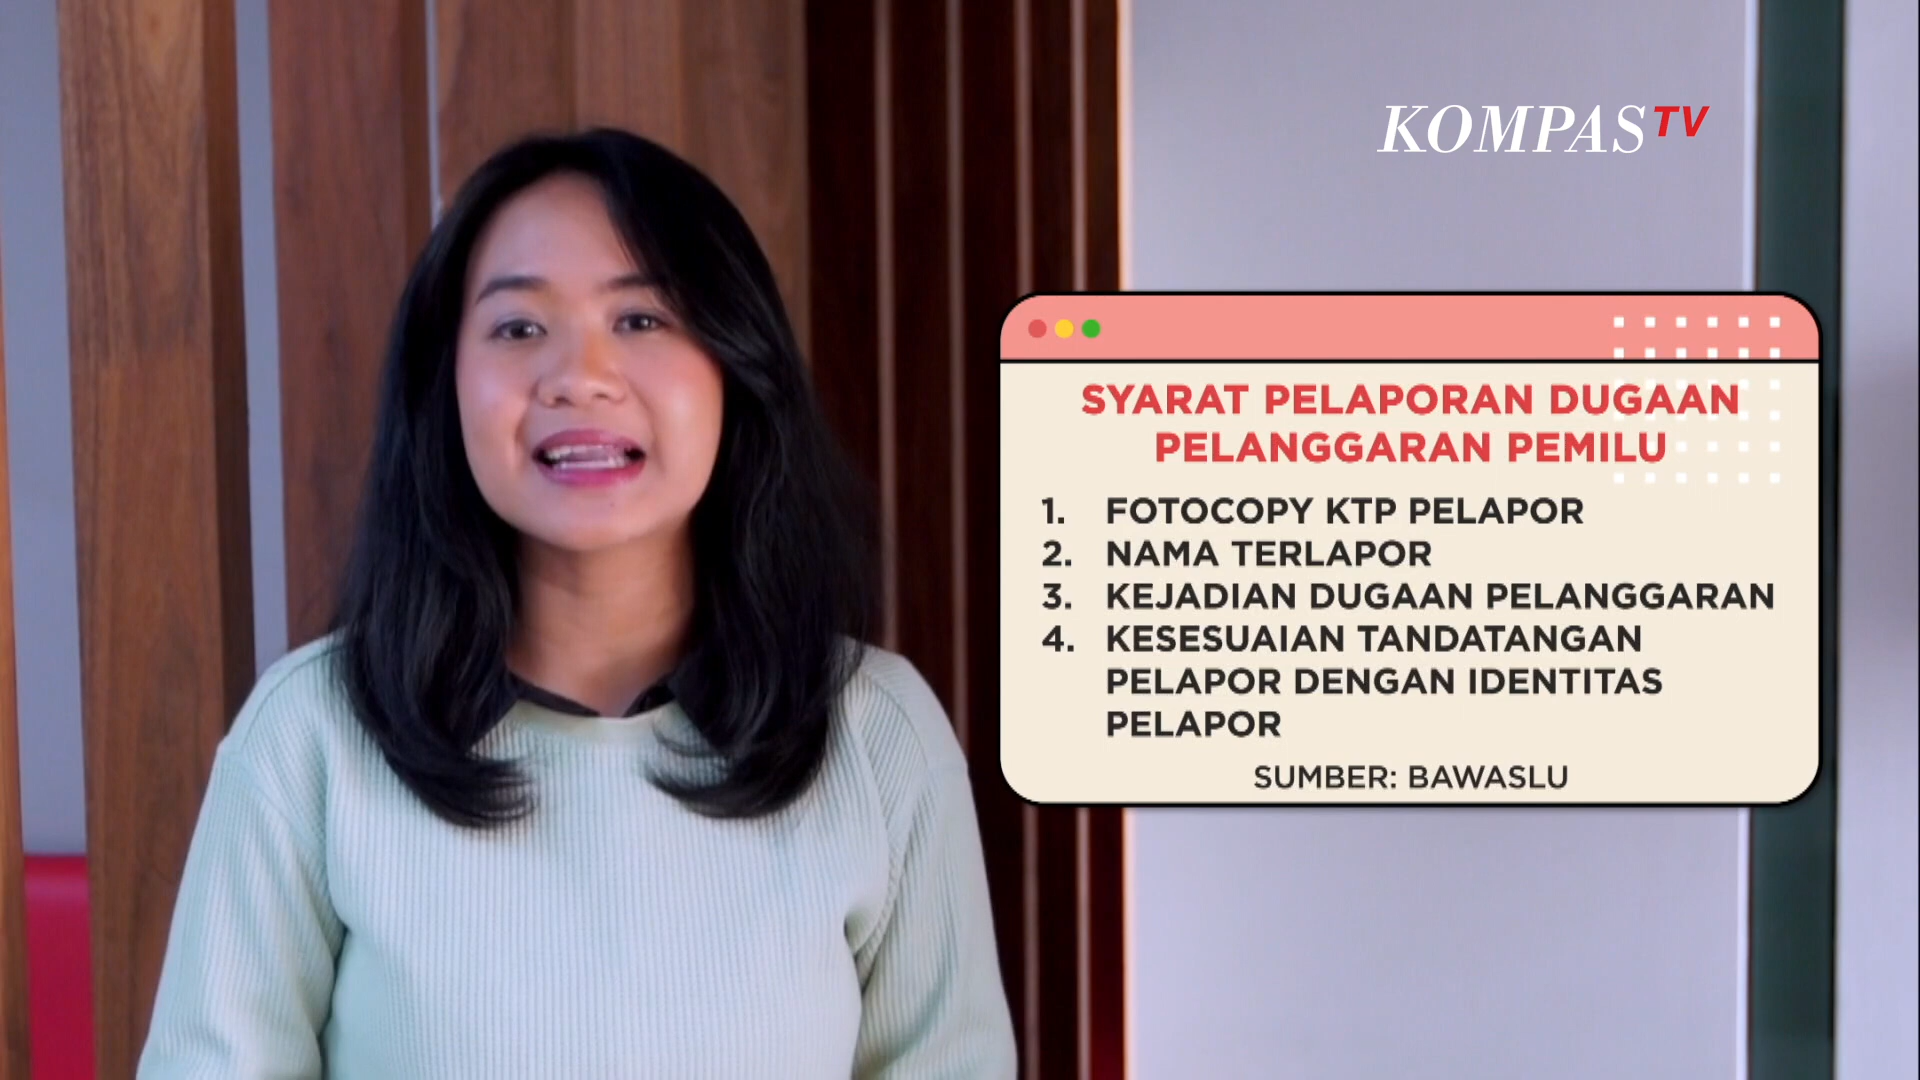 KOMPAS TV
SYARAT PELAPORAN DUGAAN
PELANGGARAN PEMILU
1. FOTOCOPY KTP PELAPOR
2. NAMA TERLAPOR
3. KEJADIAN DUGAAN PELANGGARAN
4. KESESUAIAN TANDATANGAN
PELAPOR DENGAN IDENTITAS
PELAPOR
SUMBER: BAWASLU